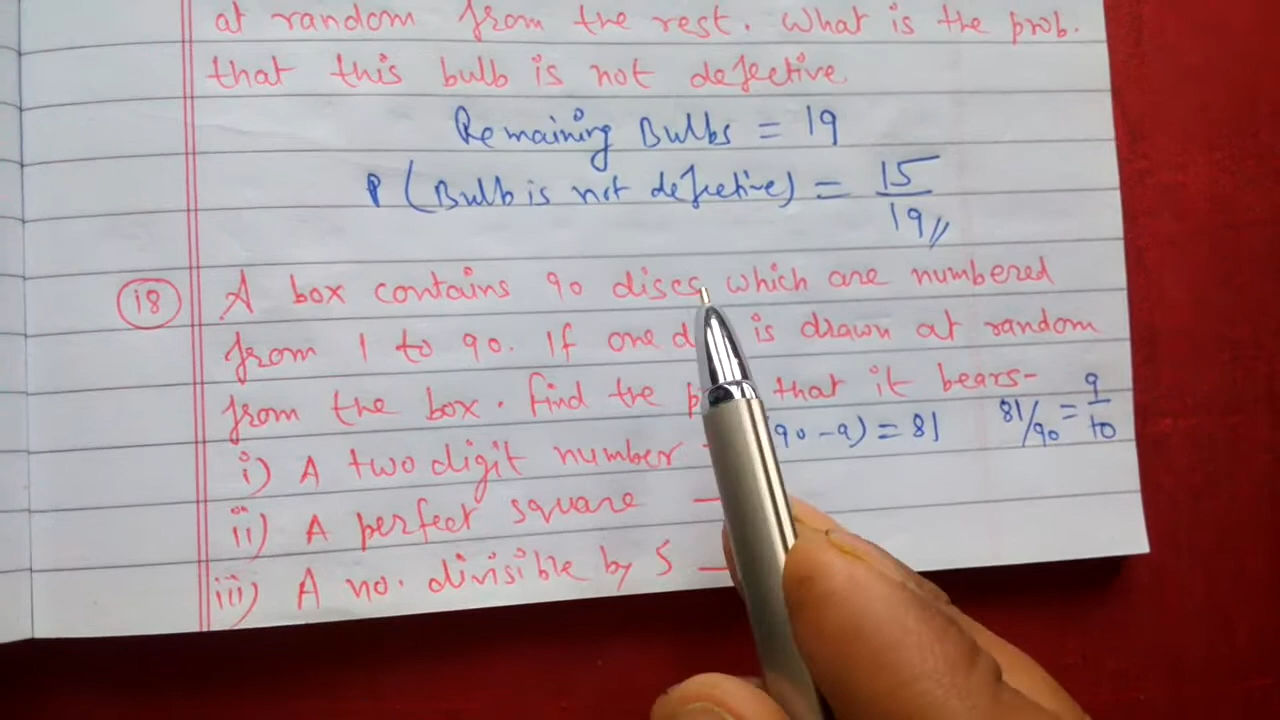 at random from the rest. What is the prob.
that this bulb is not defective
Remaining Bulbs = 19
P (Bulb is not defective) = 15/19
18 A box contains 90 discs which are numbered
from 1 to 90. If one d is drawn at random
from the box. Find the p that it bears-
i) A two digit number (90-9) = 81 81/90 = 9/10
ii) A perfect square —
iii) A no. divisible by 5 —